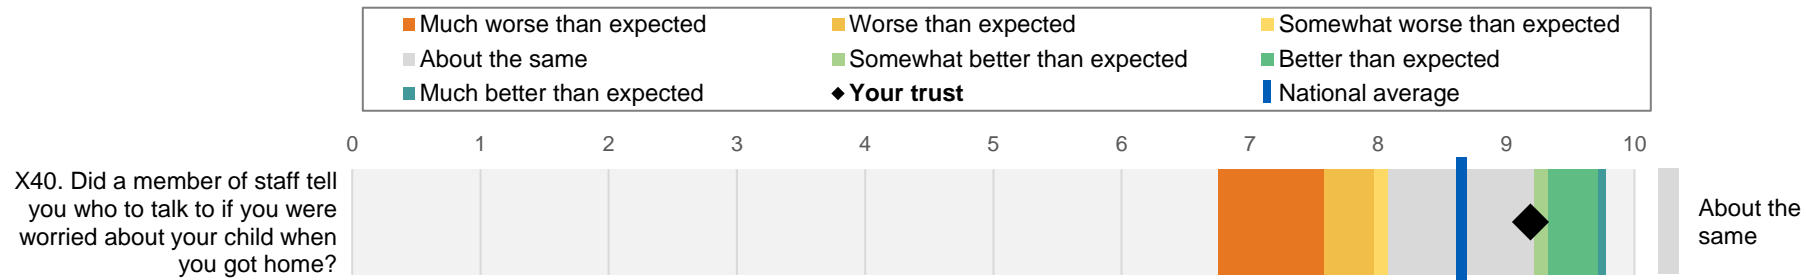 Much worse than expected
Worse than expected
Somewhat worse than expected
About the same
Somewhat better than expected
Better than expected
Much better than expected
Your trust
National average
0 1 2 3 4 5 6 7 8 9 10
X40. Did a member of staff tell
you who to talk to if you were
worried about your child when
you got home?
About the
same